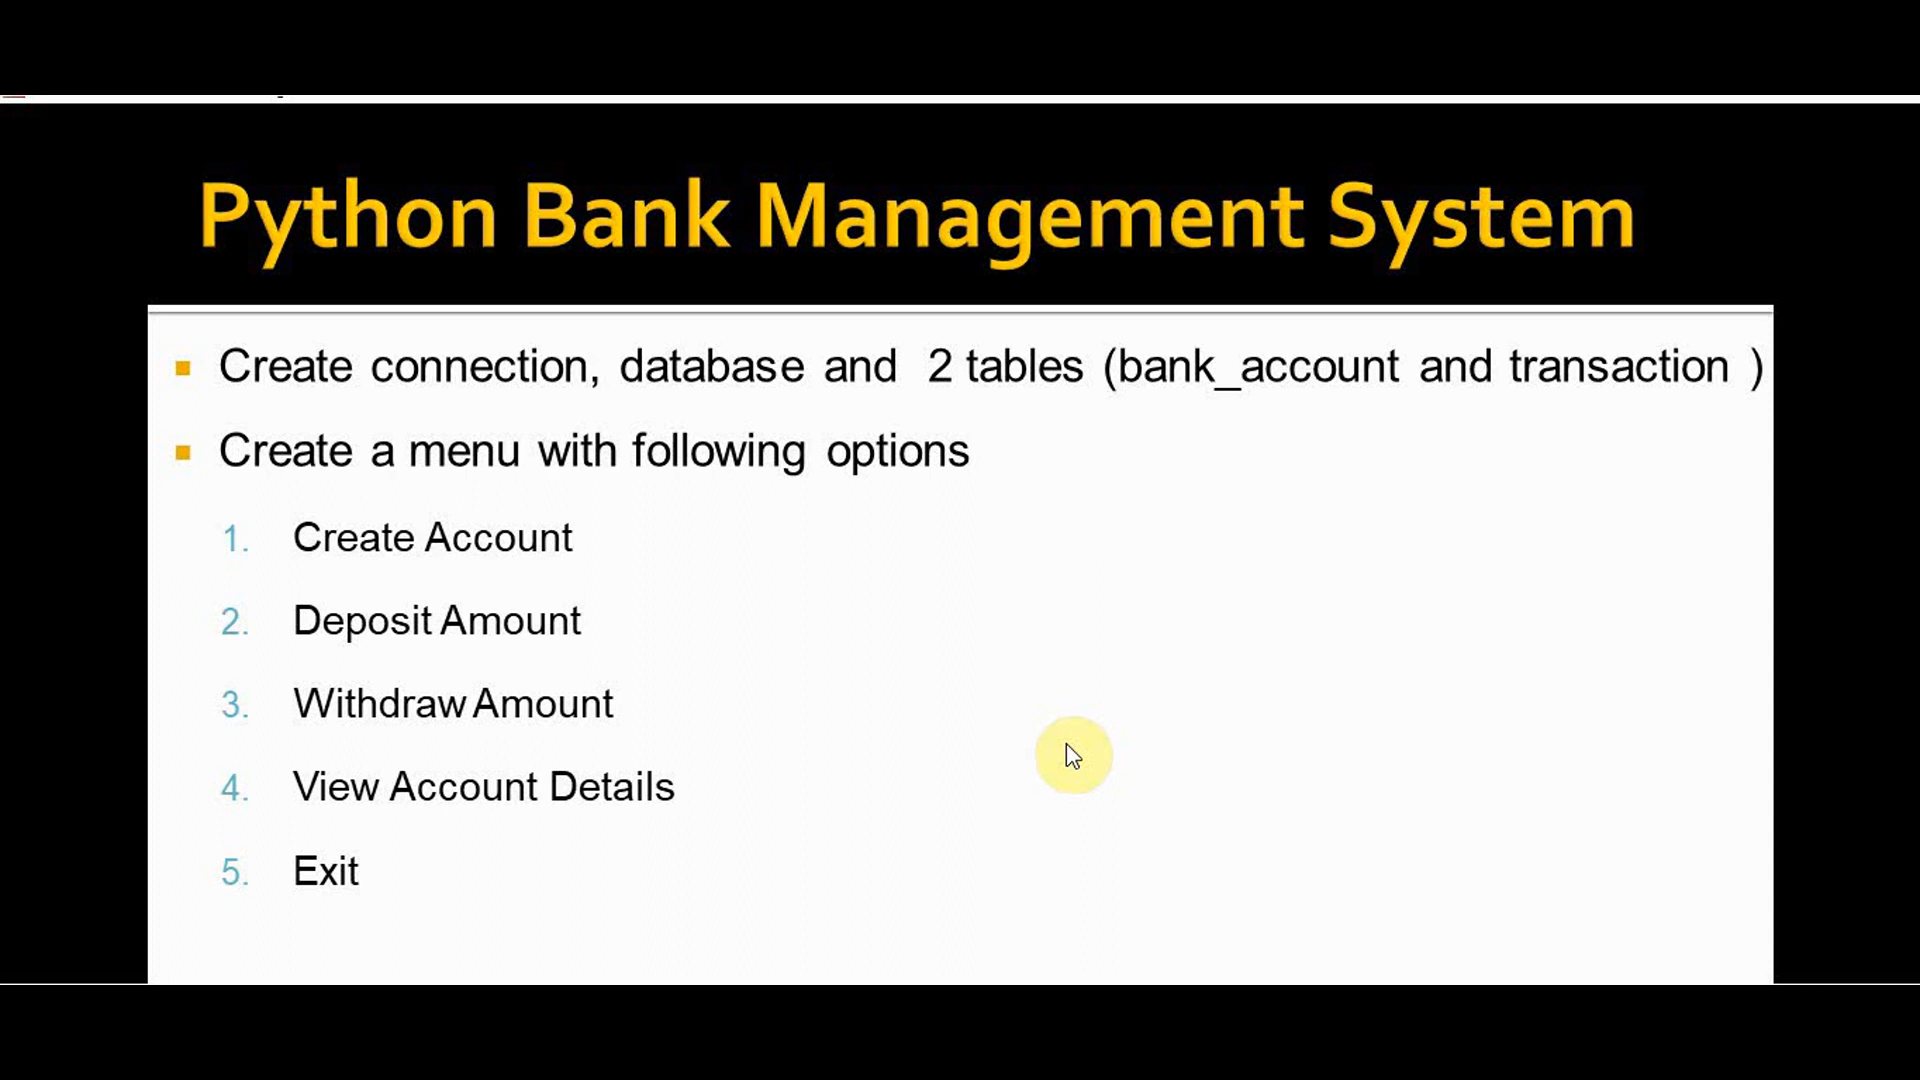 Python Bank Management System
Create connection, database and 2 tables (bank_account and transaction )
Create a menu with following options
1. Create Account
2. Deposit Amount
3. Withdraw Amount
4. View Account Details
5. Exit